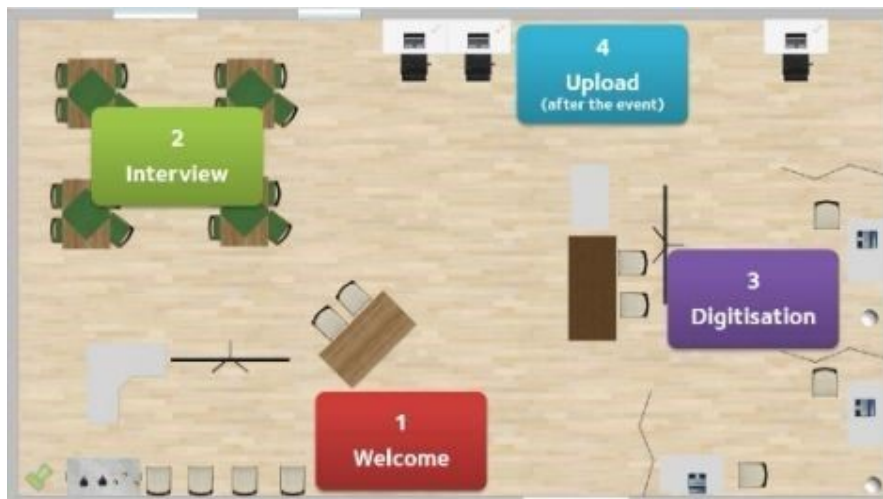 1
Welcome
2
Interview
3
Digitisation
4
Upload
(after the event)